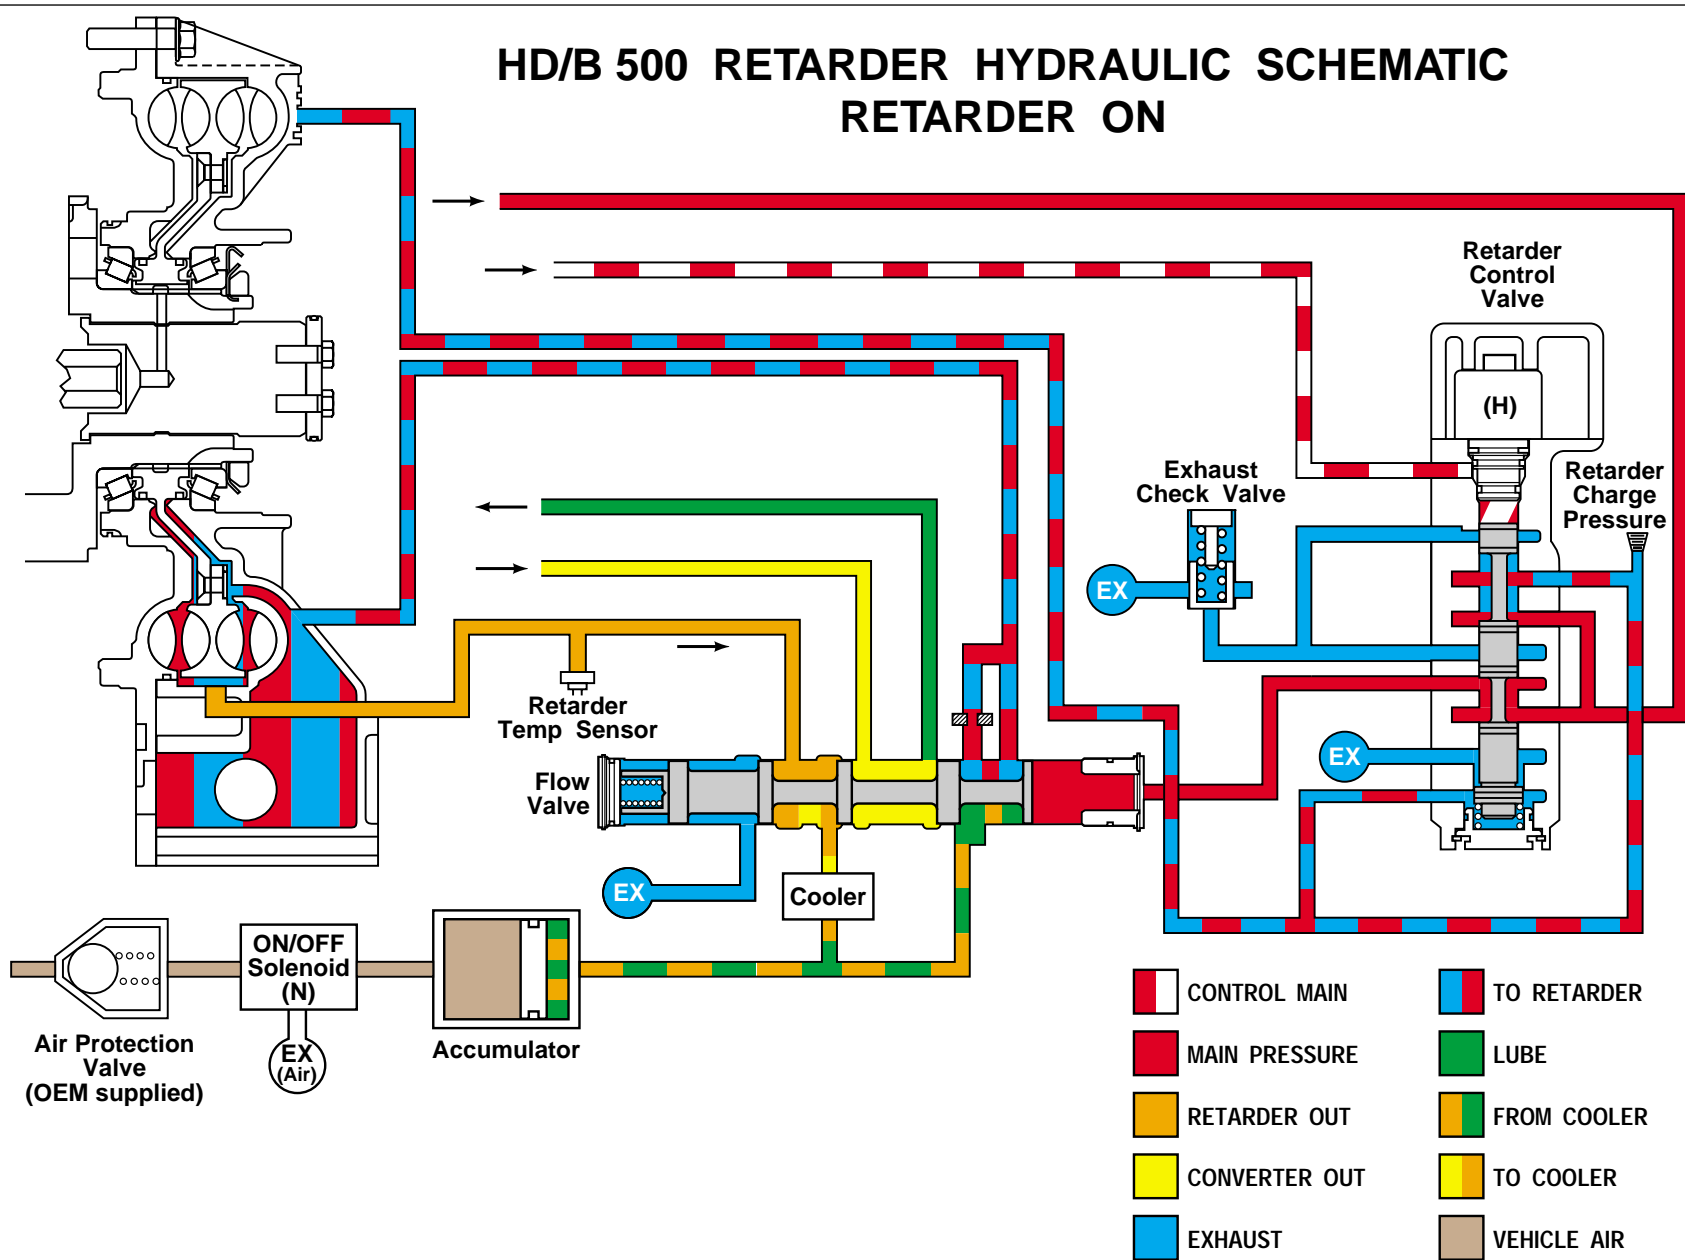 HD/B 500 RETARDER HYDRAULIC SCHEMATIC
RETARDER ON
Retarder
Control
Valve
(H)
Exhaust
Check Valve
Retarder
Charge
Pressure
EX
Retarder
Temp Sensor
EX
Flow
Valve
EX
Cooler
ON/OFF
Solenoid
(N)
EX
(Air)
Air Protection
Valve
(OEM supplied)
Accumulator
CONTROL MAIN
MAIN PRESSURE
RETARDER OUT
CONVERTER OUT
EXHAUST
TO RETARDER
LUBE
FROM COOLER
TO COOLER
VEHICLE AIR